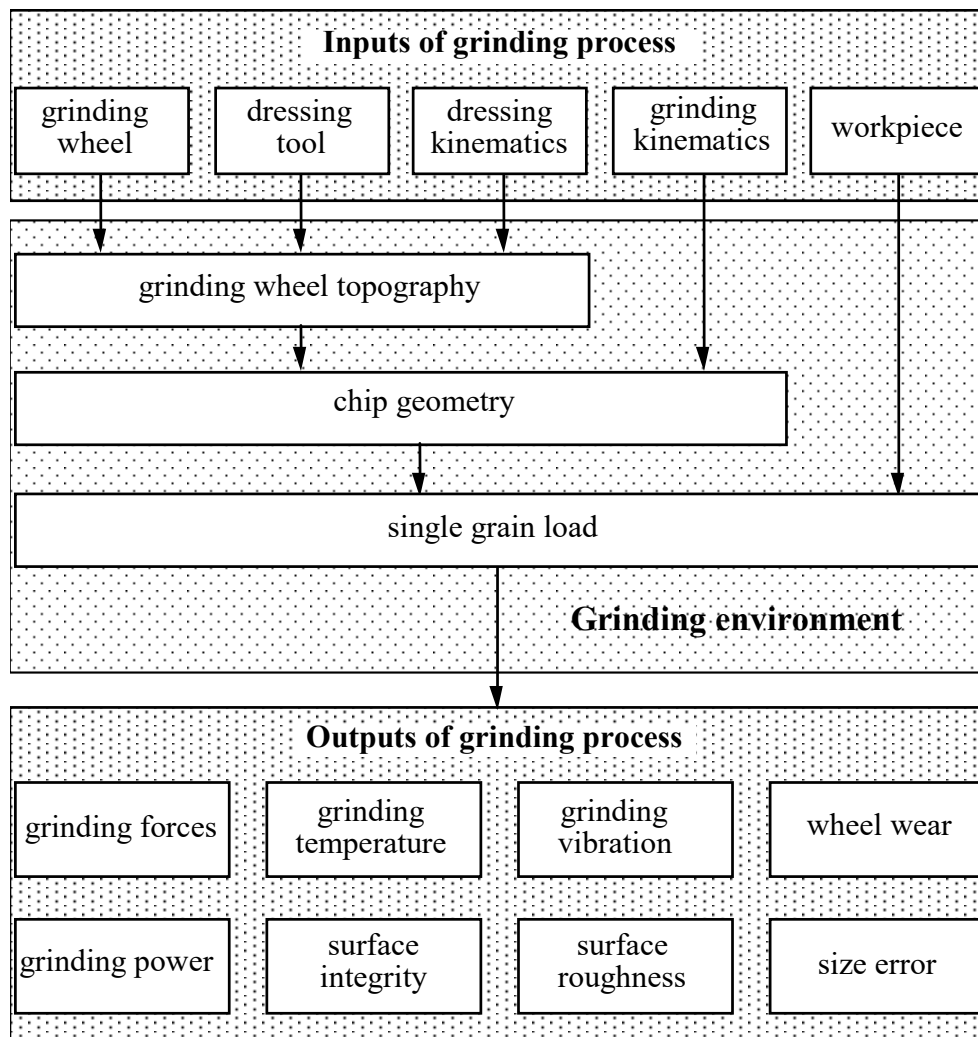 Inputs of grinding process
grinding
wheel
dressing
tool
dressing
kinematics
grinding
kinematics
workpiece
grinding wheel topography
chip geometry
single grain load
Grinding environment
Outputs of grinding process
grinding forces
grinding
temperature
grinding
vibration
wheel wear
grinding power
surface
integrity
surface
roughness
size error